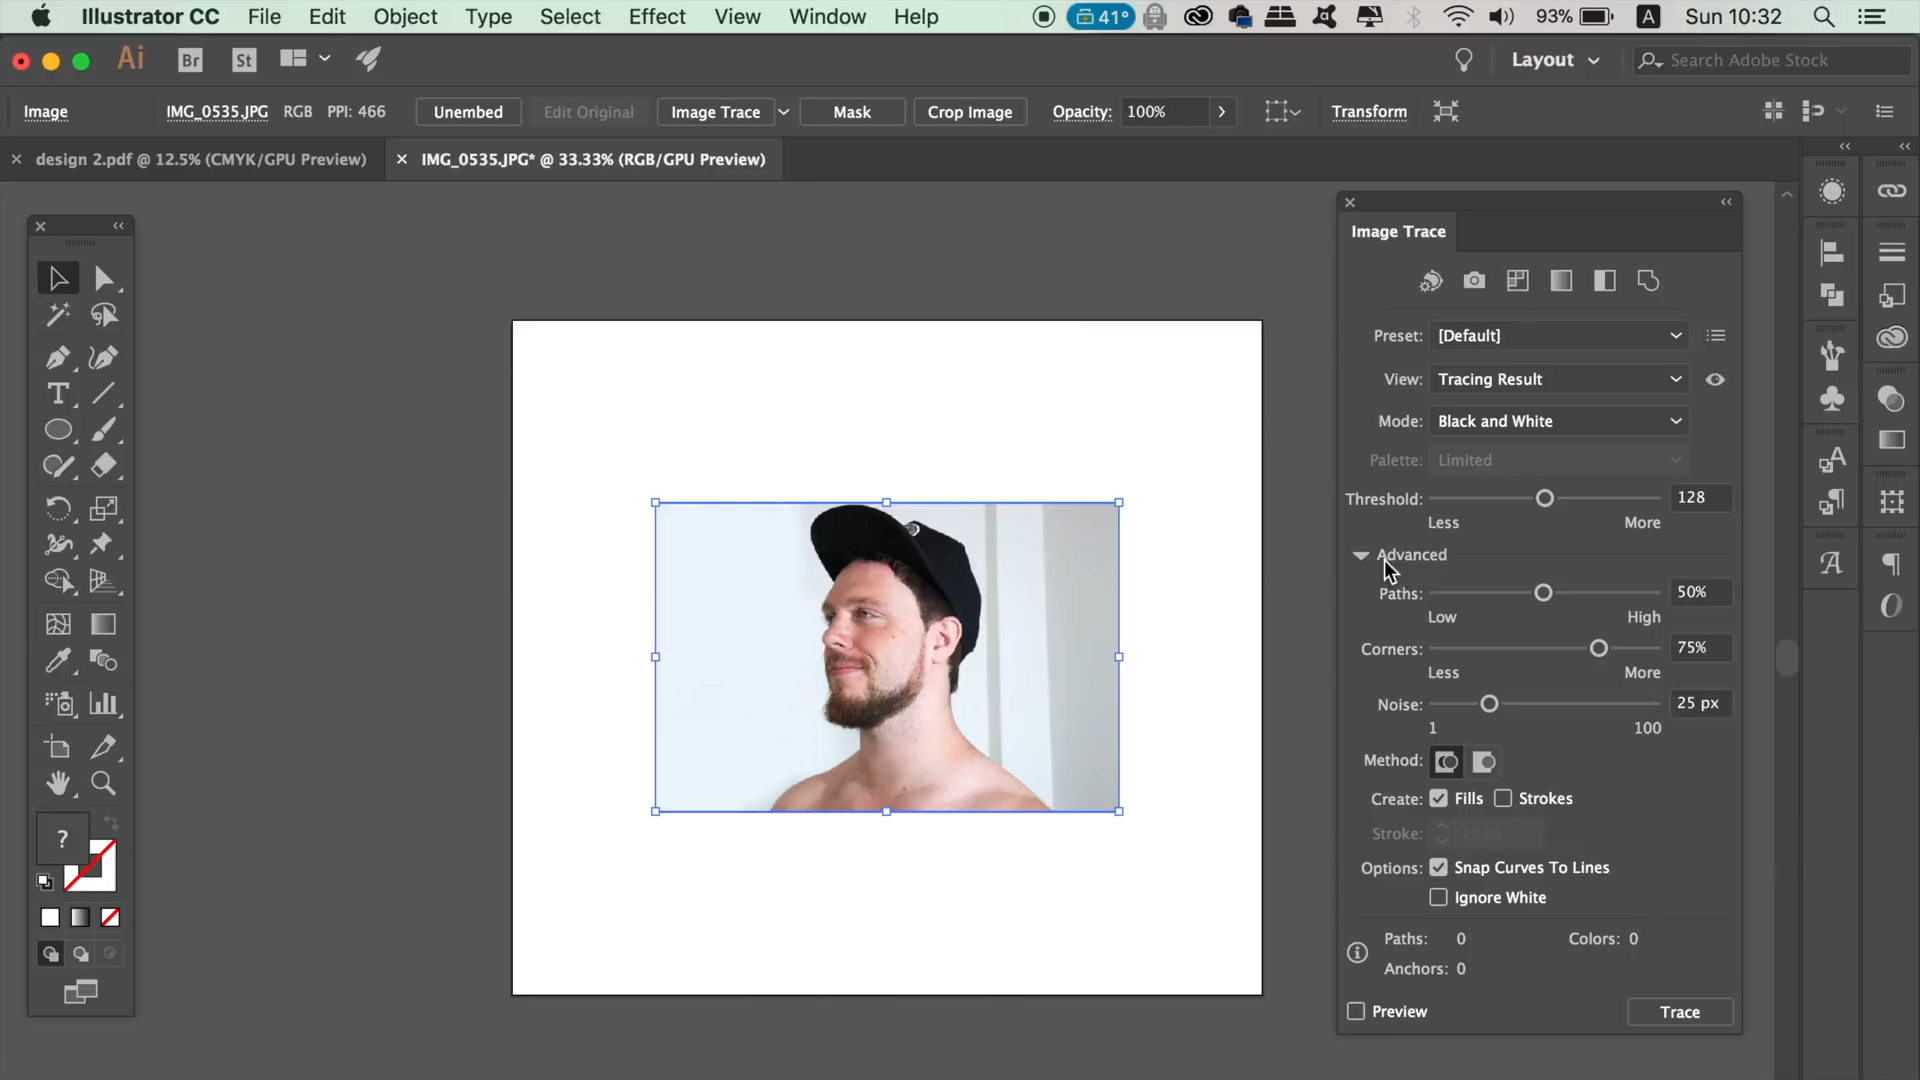 Illustrator CC File Edit Object Type Select Effect View Window Help 41° 93% A Sun 10:32
Ai Br St Layout Search Adobe Stock
Image IMG_0535.JPG RGB PPI: 466 Unembed Edit Original Image Trace Mask Crop Image Opacity: 100% Transform
design 2.pdf @ 12.5% (CMYK/GPU Preview) IMG_0535.JPG* @ 33.33% (RGB/GPU Preview)
Image Trace
Preset: [Default]
View: Tracing Result
Mode: Black and White
Palette: Limited
Threshold: 128
Less More
Advanced
Paths: 50%
Low High
Corners: 75%
Less More
Noise: 25 px
1 100
Method:
Create: Fills Strokes
Stroke: 10 px
Options: Snap Curves To Lines
Ignore White
Paths: 0 Colors: 0
Anchors: 0
Preview Trace
?